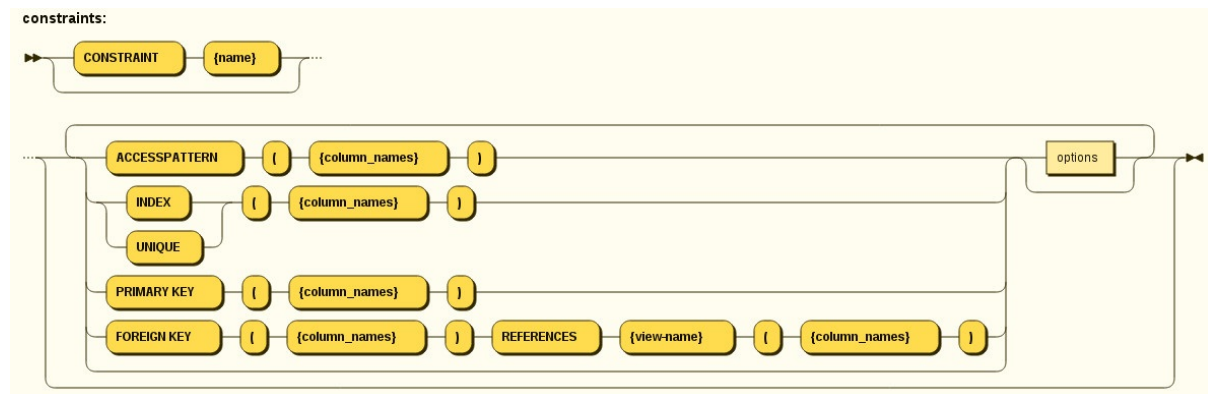 constraints:
CONSTRAINT {name}
ACCESSPATTERN ( {column_names} ) options
INDEX ( {column_names} )
UNIQUE
PRIMARY KEY ( {column_names} )
FOREIGN KEY ( {column_names} ) REFERENCES {view-name} ( {column_names} )